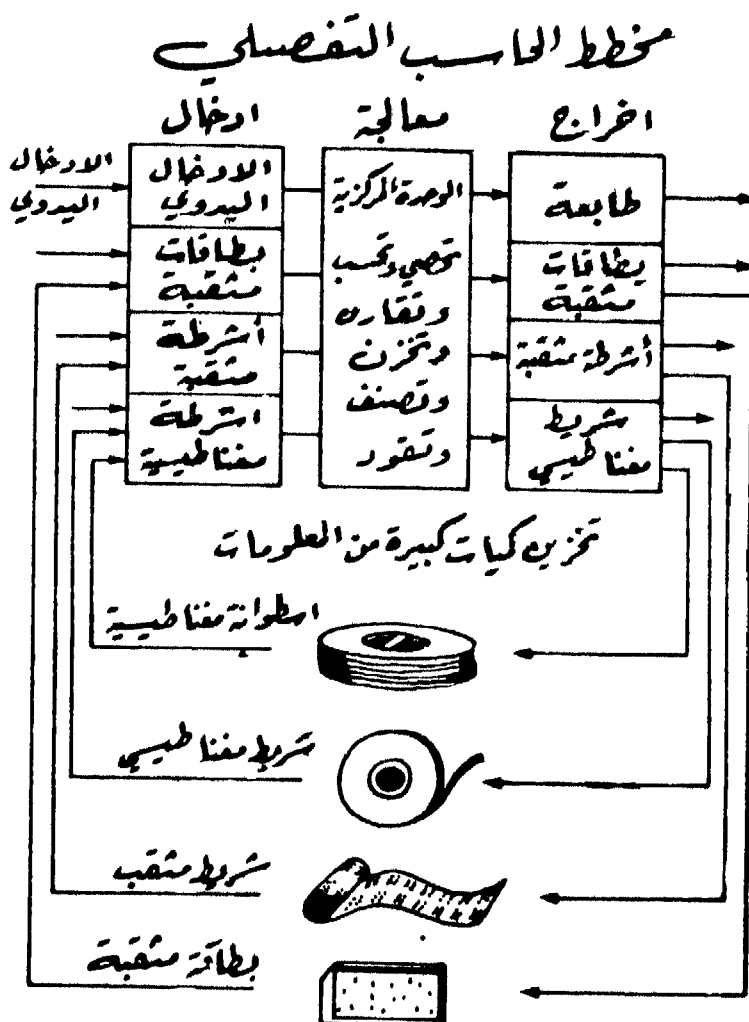 مخطط الحاسب التفصيلي
ادخال
معالجة
اخراج
الادخال
اليدوي
الادخال
اليدوي
بطاقات
مثقبة
أشرطة
مثقبة
اشرطة
مغناطيسية
الوحدة المركزية
تحصي وتحسب
وتقارن
وتخزن
وتصنف
وتقود
طابعة
بطاقات
مثقبة
أشرطة مثقبة
شريط
مغناطيسي
تخزين كميات كبيرة من المعلومات
اسطوانة مغناطيسية
شريط مغناطيسي
شريط مثقب
بطاقة مثقبة